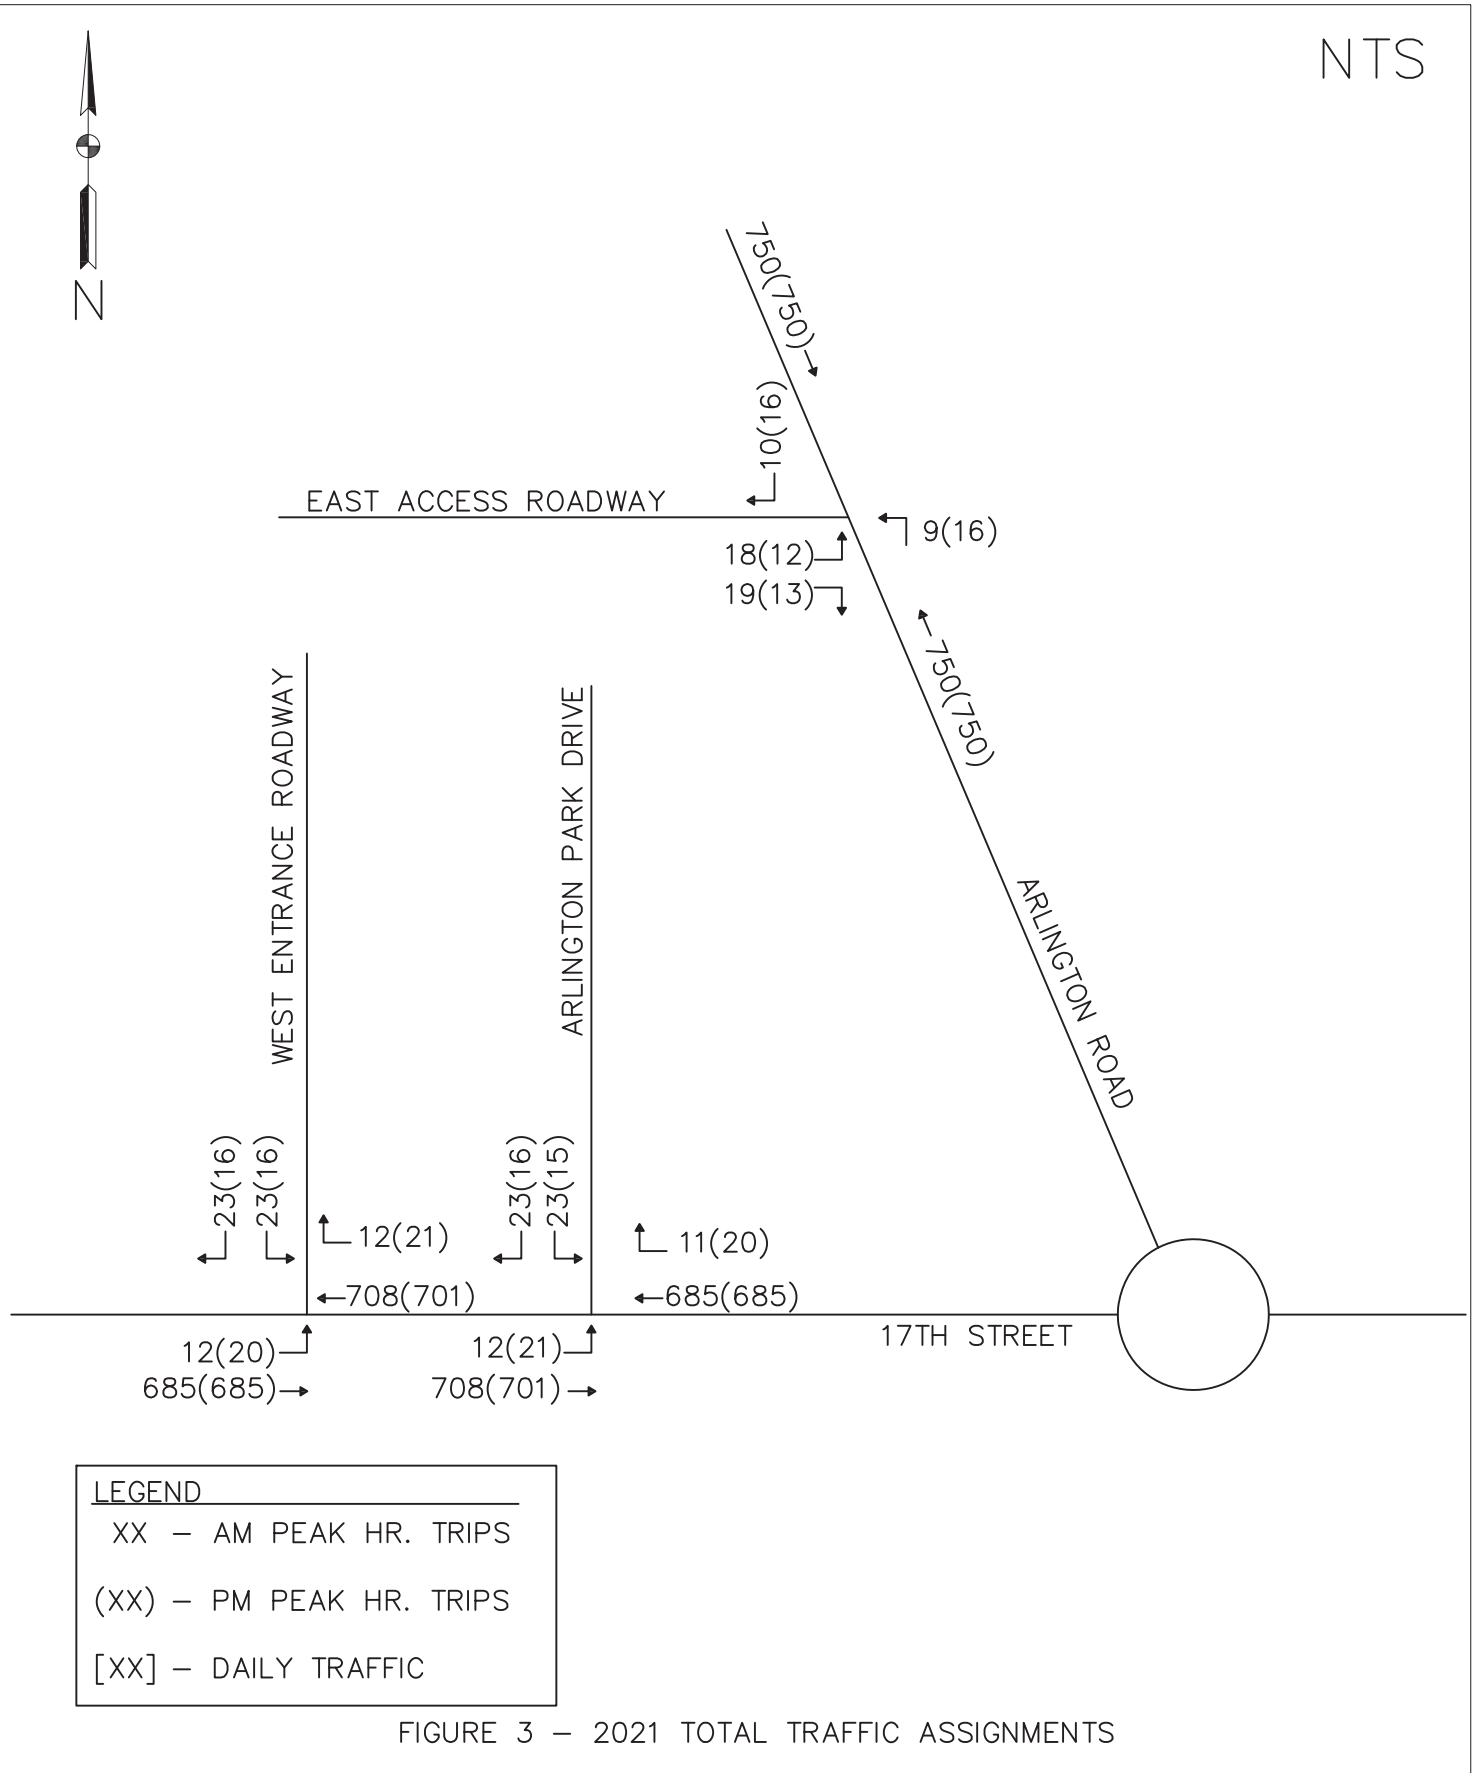 NTS
N
750(750)
10(16)
EAST ACCESS ROADWAY
9(16)
18(12)
19(13)
750(750)
WEST ENTRANCE ROADWAY
ARLINGTON PARK DRIVE
ARLINGTON ROAD
23(16)
23(16)
23(16)
23(15)
12(21)
11(20)
708(701)
685(685)
17TH STREET
12(20)
12(21)
685(685)
708(701)
LEGEND
XX – AM PEAK HR. TRIPS
(XX) – PM PEAK HR. TRIPS
[XX] – DAILY TRAFFIC
FIGURE 3 – 2021 TOTAL TRAFFIC ASSIGNMENTS